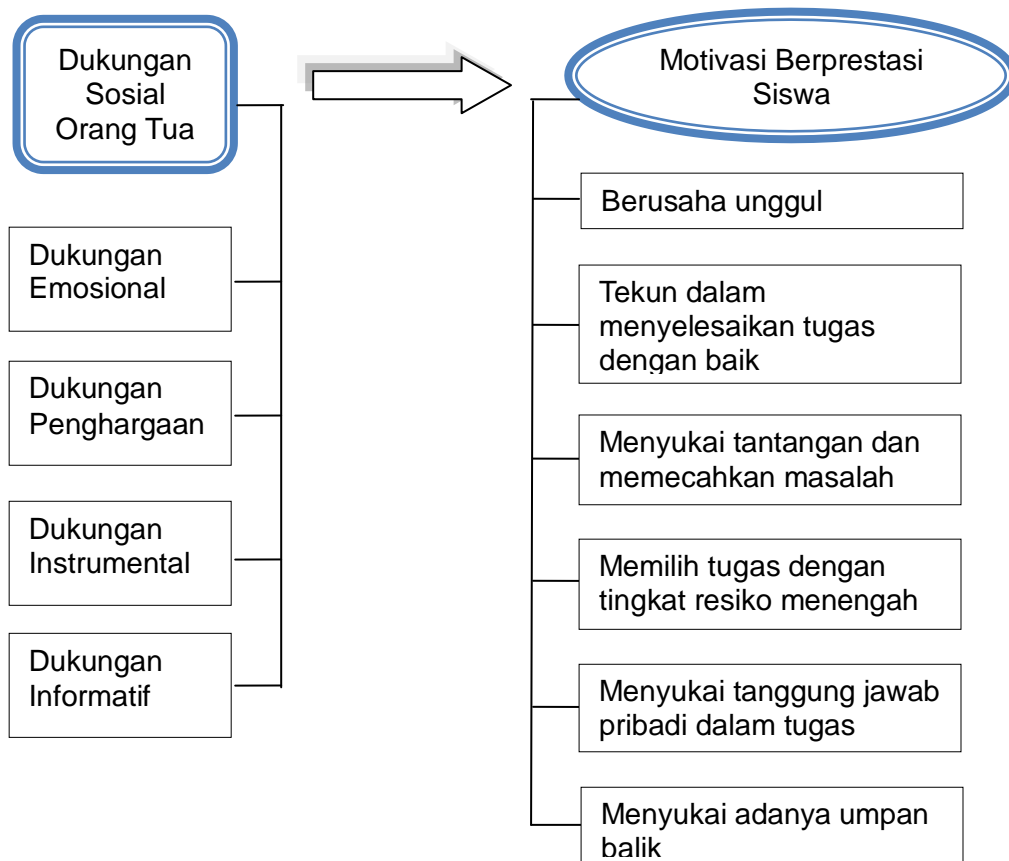 Dukungan
Sosial
Orang Tua
Dukungan
Emosional
Dukungan
Penghargaan
Dukungan
Instrumental
Dukungan
Informatif
Motivasi Berprestasi
Siswa
Berusaha unggul
Tekun dalam
menyelesaikan tugas
dengan baik
Menyukai tantangan dan
memecahkan masalah
Memilih tugas dengan
tingkat resiko menengah
Menyukai tanggung jawab
pribadi dalam tugas
Menyukai adanya umpan
balik